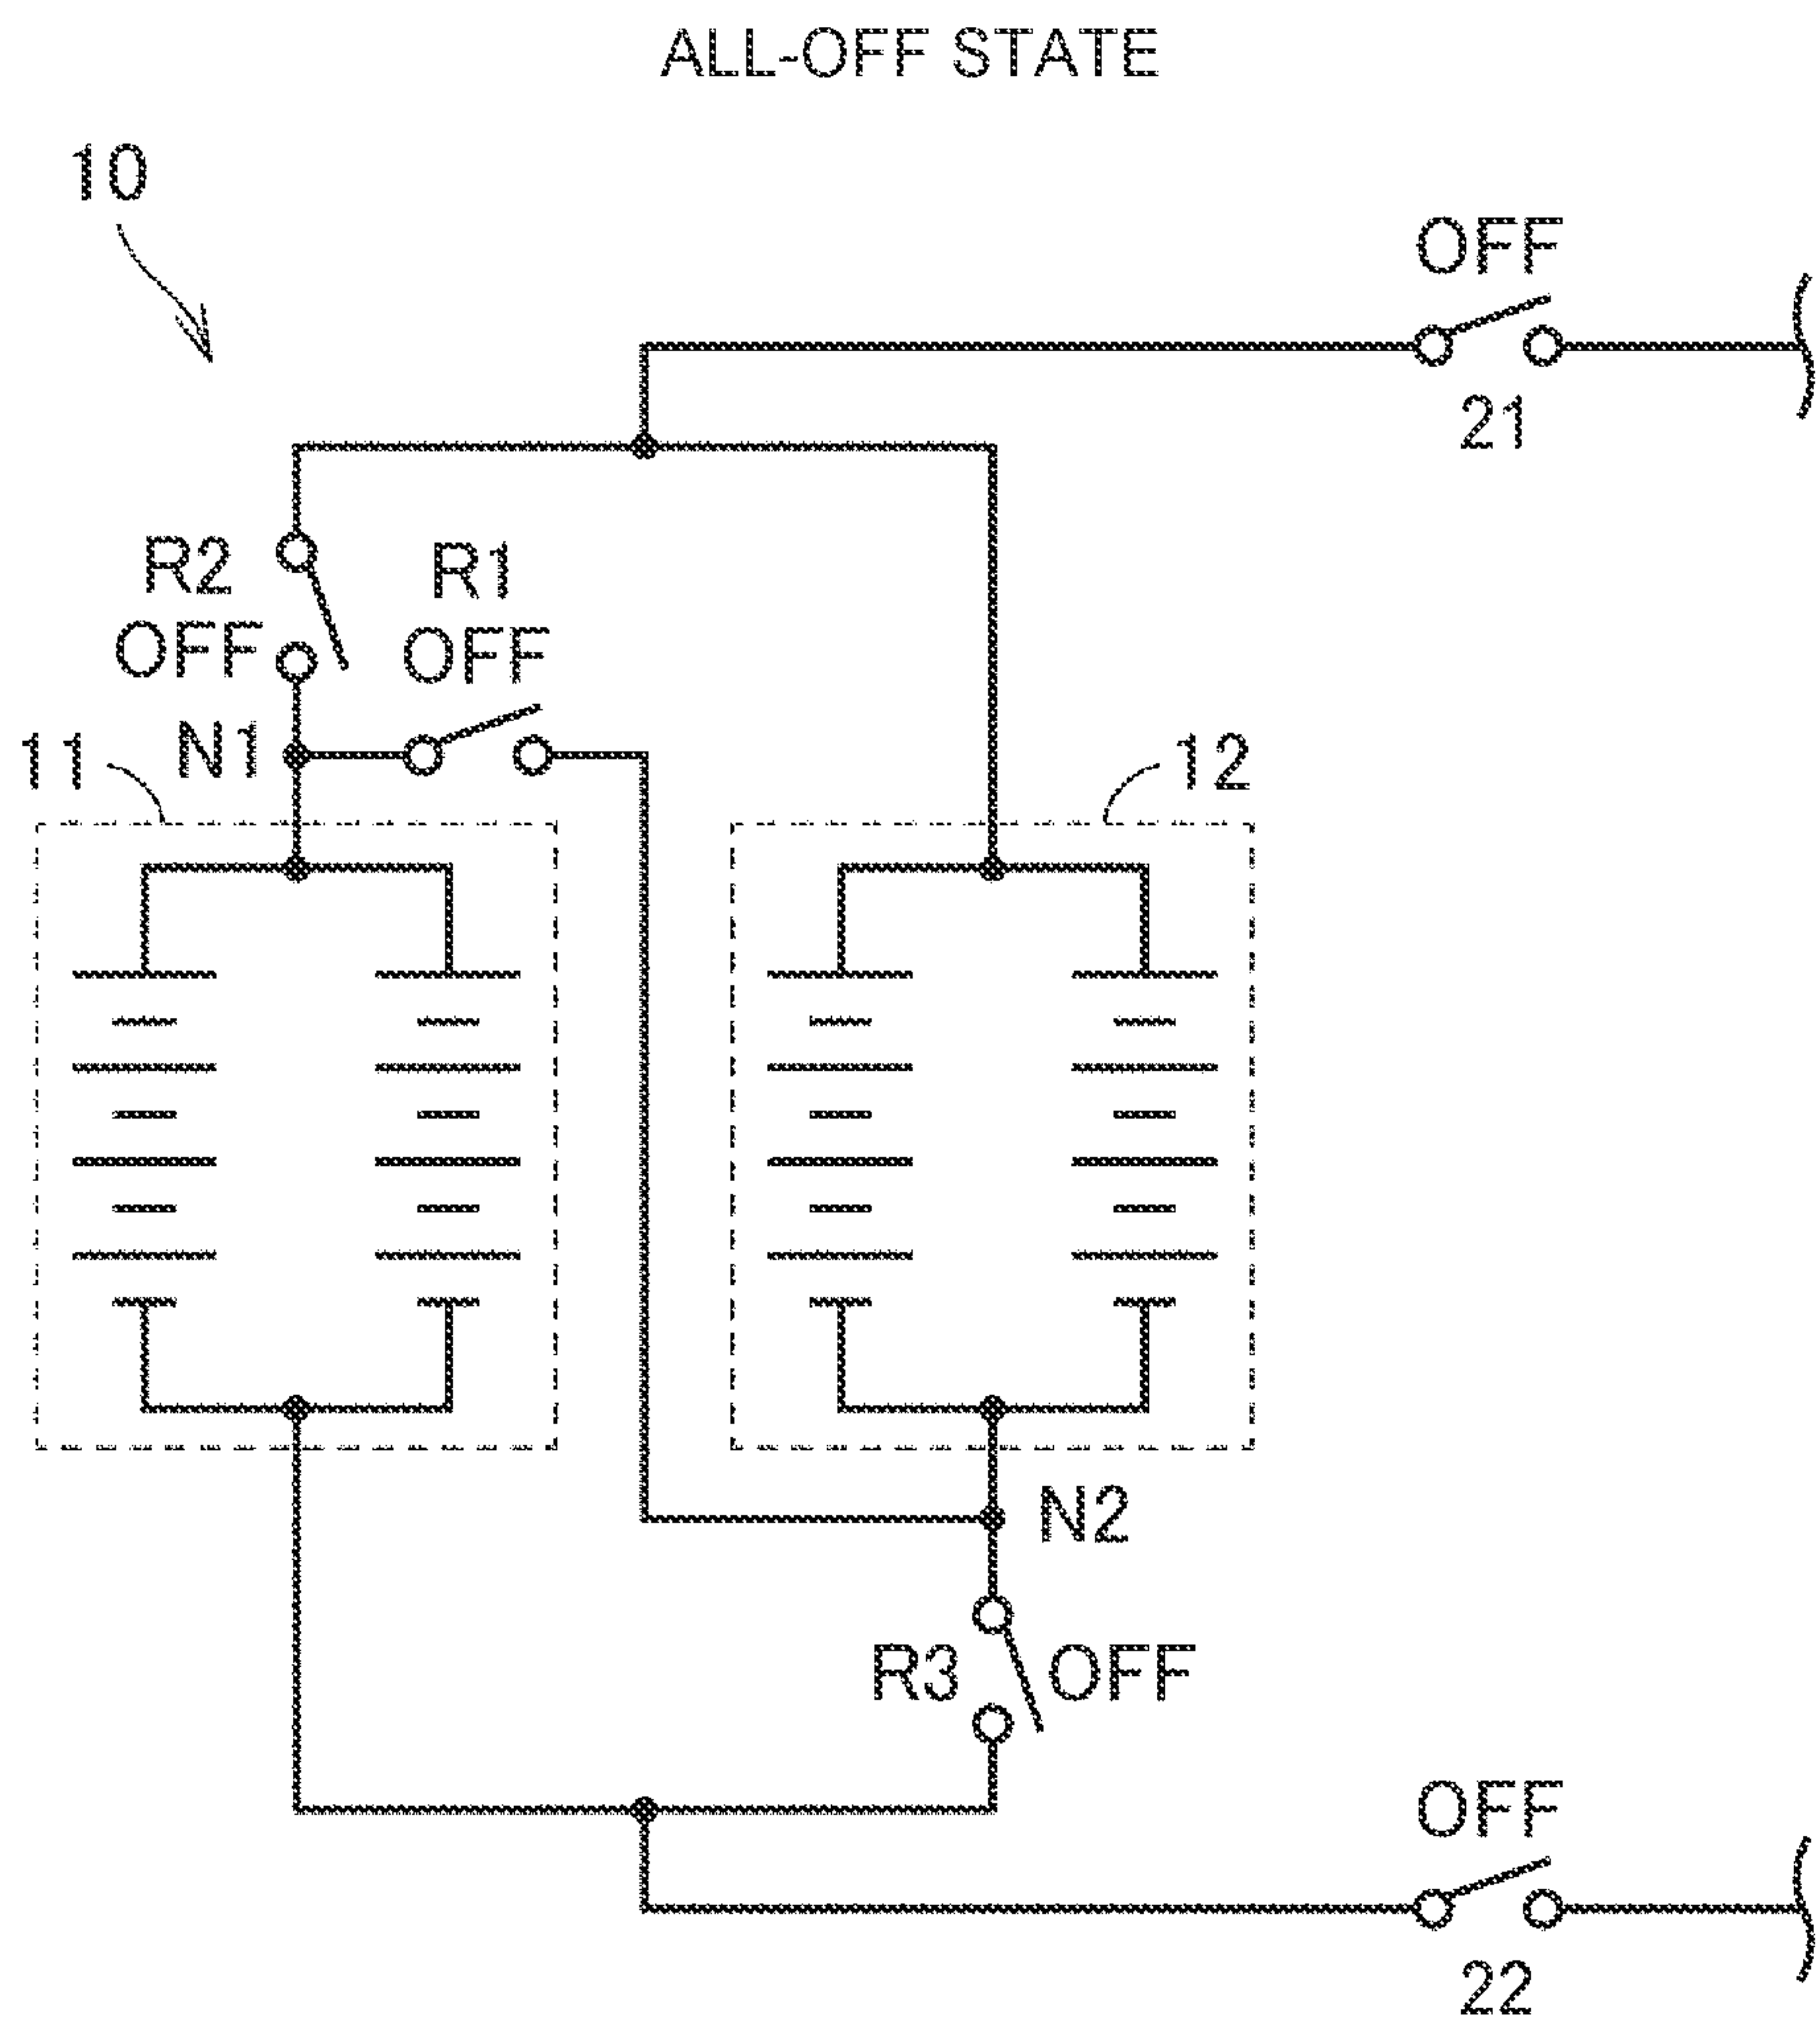 ALL-OFF STATE
10
OFF
21
R2 R1
OFF OFF
N1
11 12
N2
R3 OFF
OFF
22